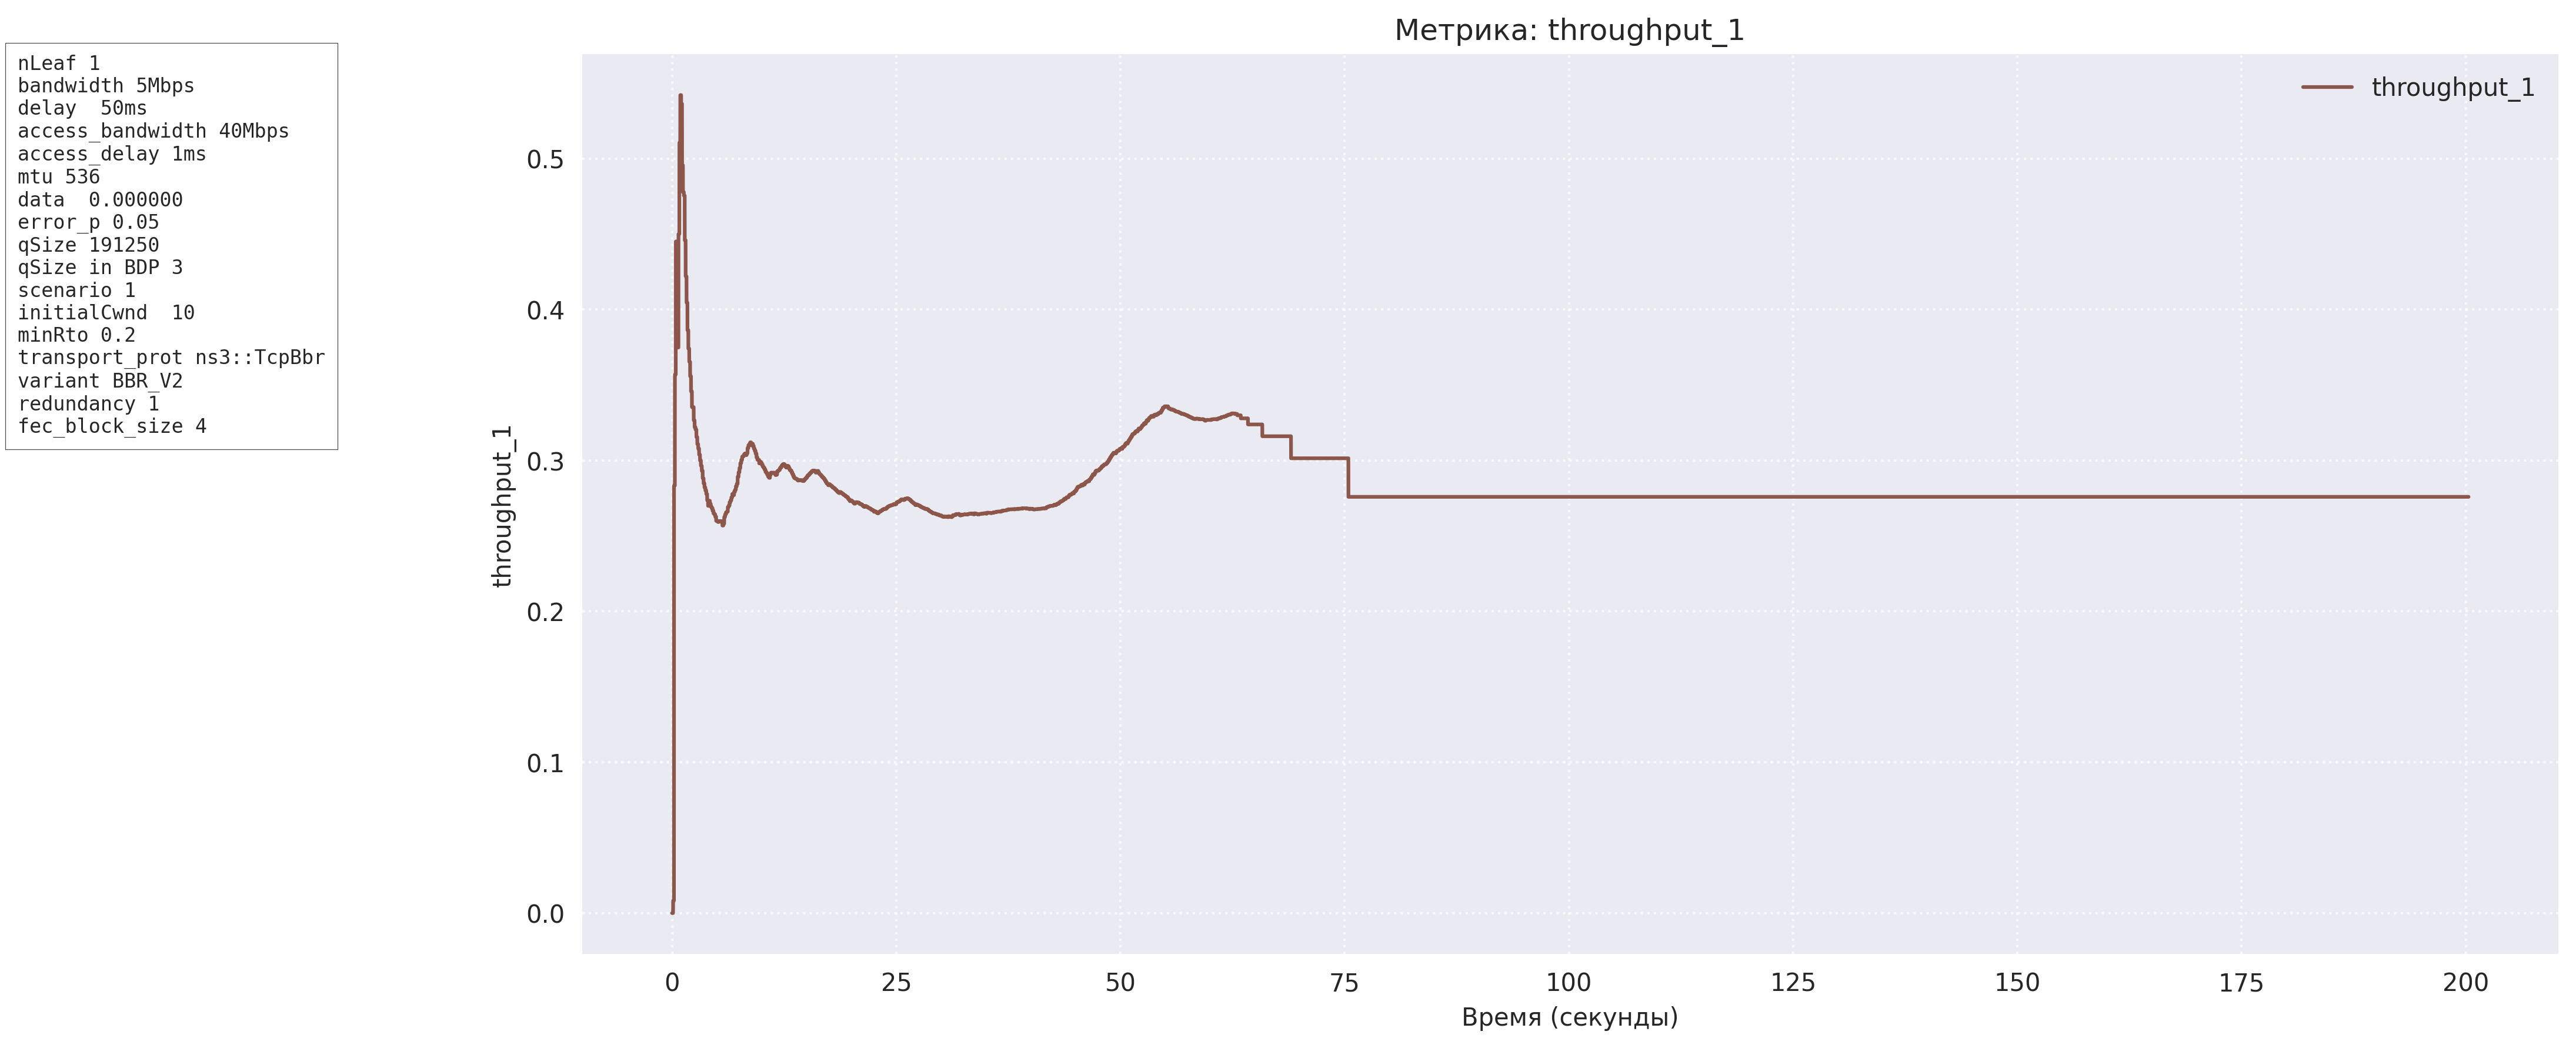 Метрика: throughput_1
nLeaf 1
bandwidth 5Mbps
delay  50ms
access_bandwidth 40Mbps
access_delay 1ms
mtu 536
data  0.000000
error_p 0.05
qSize 191250
qSize in BDP 3
scenario 1
initialCwnd  10
minRto 0.2
transport_prot ns3::TcpBbr
variant BBR_V2
redundancy 1
fec_block_size 4
throughput_1
throughput_1
0.5
0.4
0.3
0.2
0.1
0.0
0 25 50 75 100 125 150 175 200
Время (секунды)